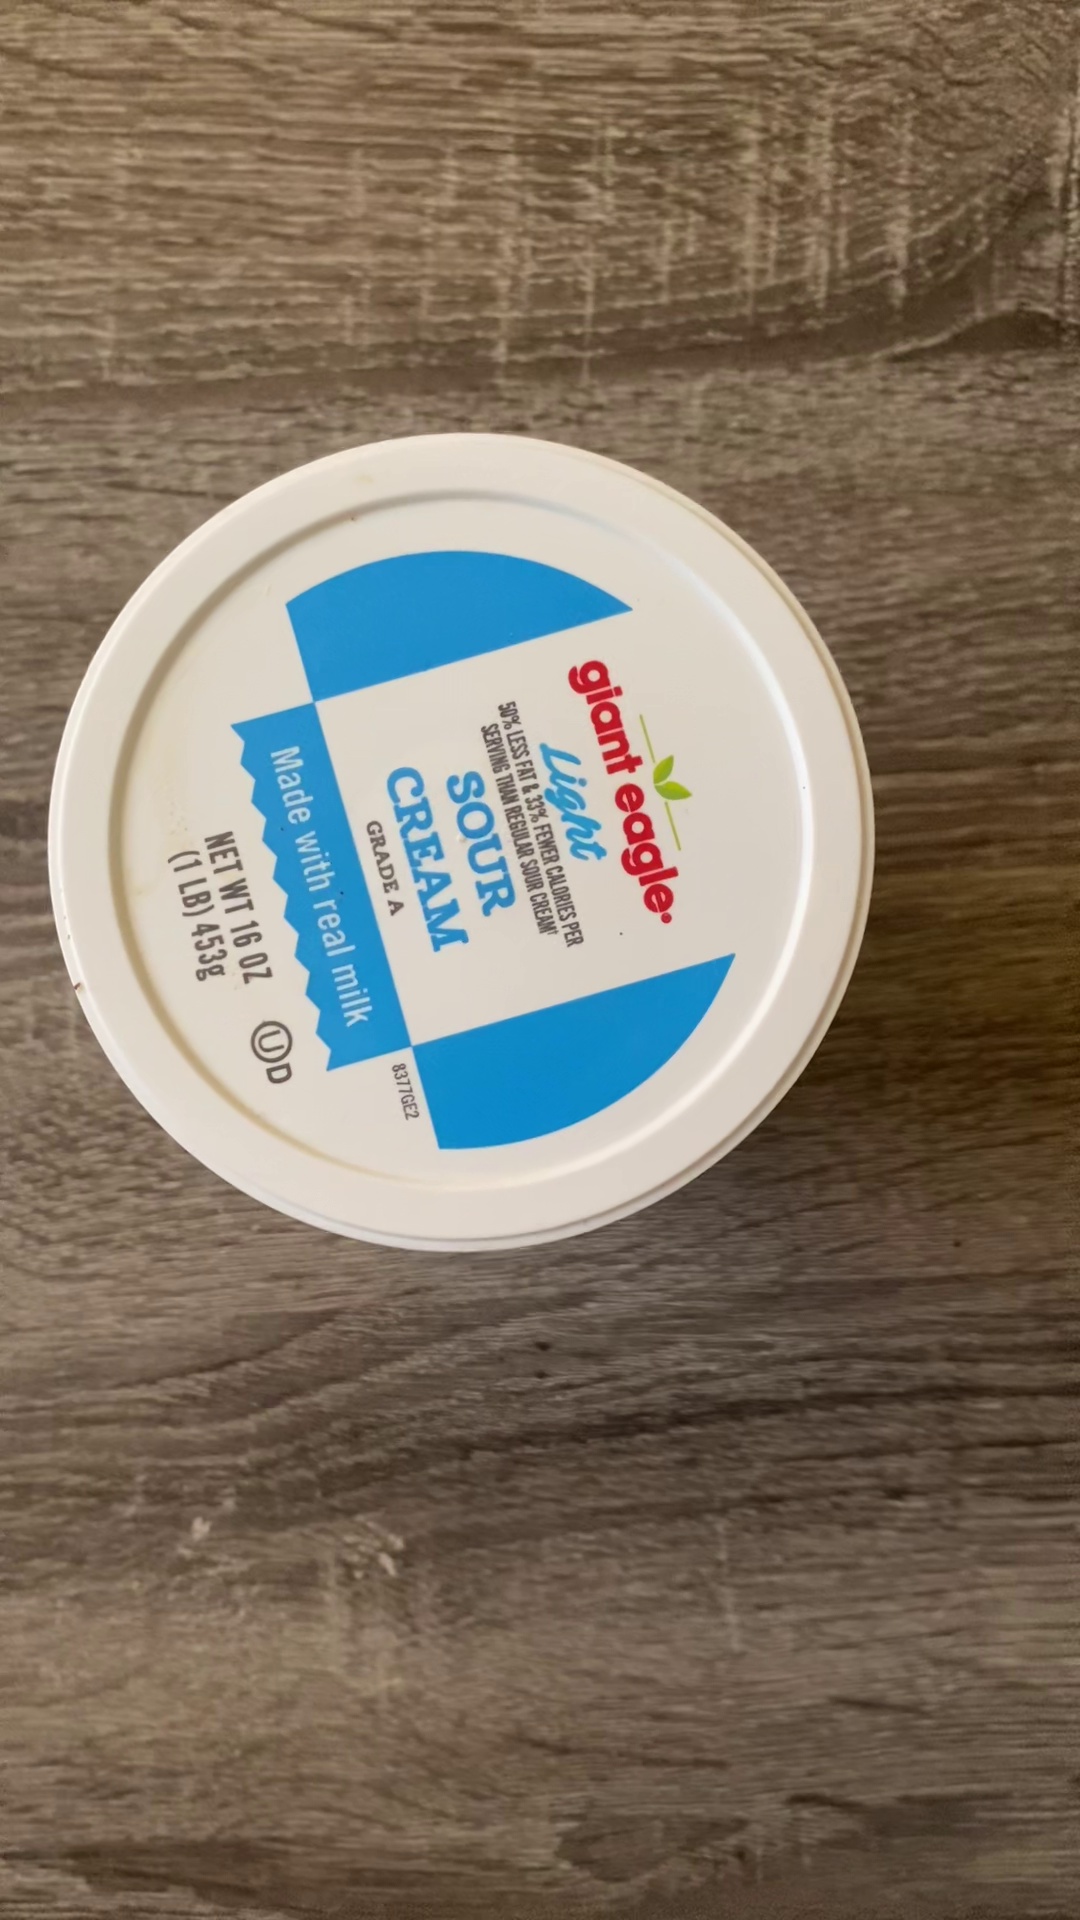 giant eagle®
Light
50% LESS FAT & 33% FEWER CALORIES PER
SERVING THAN REGULAR SOUR CREAM†
SOUR
CREAM
GRADE A
Made with real milk
8377GE2
NET WT 16 OZ
(1 LB) 453g
UD